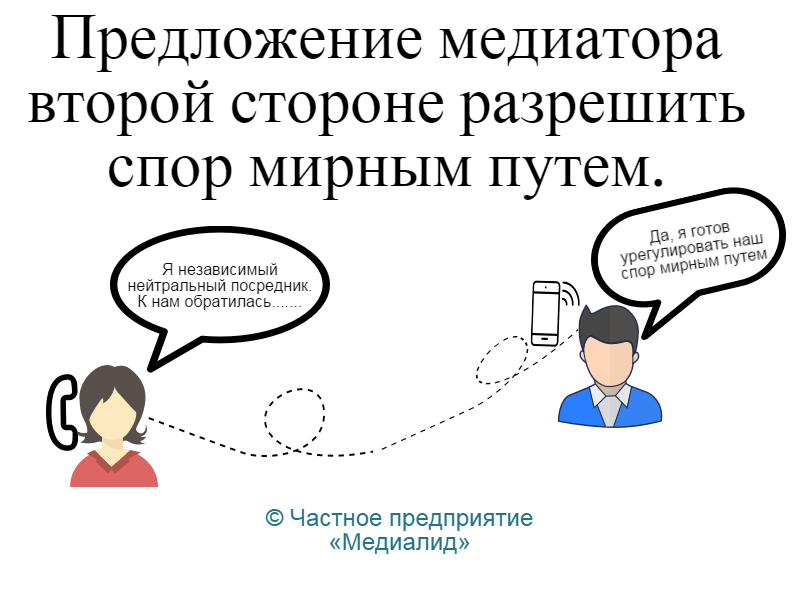 Предложение медиатора
второй стороне разрешить
спор мирным путем.
Я независимый
нейтральный посредник.
К нам обратилась.......
Да, я готов
урегулировать наш
спор мирным путем
© Частное предприятие
«Медиалид»